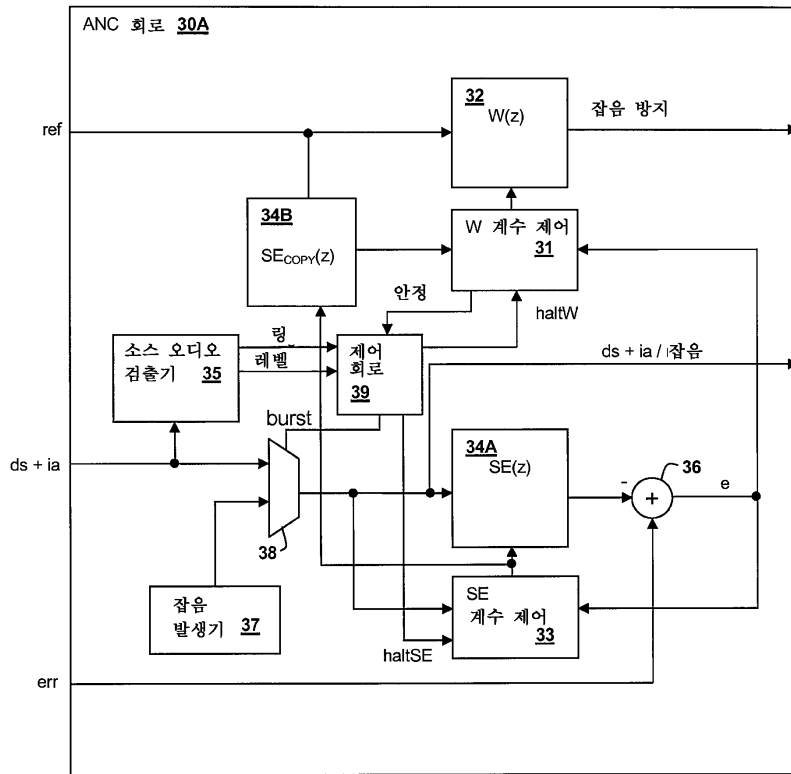 ANC 회로 30A
ref
32
W(z)
잡음 방지
34B
SE_COPY(z)
W 계수 제어
31
안정
haltW
소스 오디오
검출기 35
링
레벨
제어
회로
39
ds + ia / 잡음
burst
ds + ia
34A
SE(z)
-
+
36
e
38
잡음
발생기 37
SE
계수 제어
33
haltSE
err